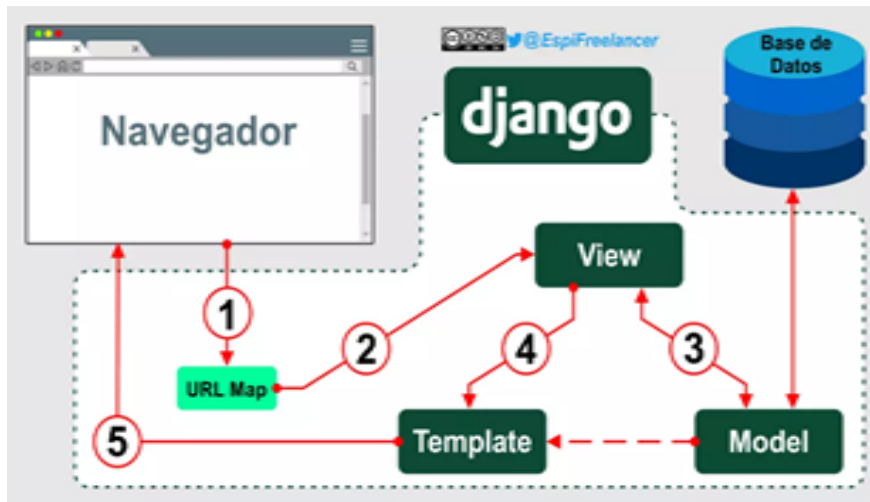 @EspiFreelancer
Base de
Datos
Navegador
django
View
1
2
4
3
URL Map
5
Template
Model